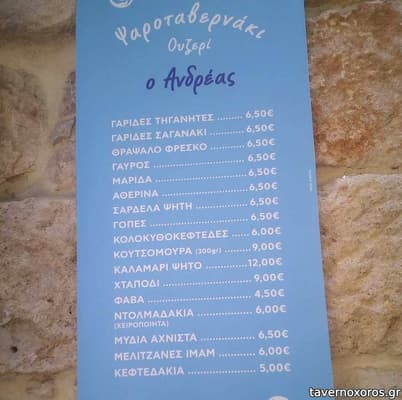 Ψαροταβερνάκι
Ουζερί
ο Ανδρέας
ΓΑΡΙΔΕΣ ΤΗΓΑΝΗΤΕΣ ........ 6,50€
ΓΑΡΙΔΕΣ ΣΑΓΑΝΑΚΙ .......... 6,50€
ΘΡΑΨΑΛΟ ΦΡΕΣΚΟ .......... 6,50€
ΓΑΥΡΟΣ .......... 6,50€
ΜΑΡΙΔΑ .......... 6,50€
ΑΘΕΡΙΝΑ .......... 6,50€
ΣΑΡΔΕΛΑ ΨΗΤΗ .......... 6,50€
ΓΟΠΕΣ .......... 6,50€
ΚΟΛΟΚΥΘΟΚΕΦΤΕΔΕΣ ...... 6,00€
ΚΟΥΤΣΟΜΟΥΡΑ (300gr) ........ 9,00€
ΚΑΛΑΜΑΡΙ ΨΗΤΟ .......... 12,00€
ΧΤΑΠΟΔΙ .......... 9,00€
ΦΑΒΑ .......... 4,50€
ΝΤΟΛΜΑΔΑΚΙΑ .......... 6,00€
(ΧΕΙΡΟΠΟΙΗΤΑ)
ΜΥΔΙΑ ΑΧΝΙΣΤΑ .......... 6,50€
ΜΕΛΙΤΖΑΝΕΣ ΙΜΑΜ .......... 6,00€
ΚΕΦΤΕΔΑΚΙΑ .......... 5,00€
tavernoxoros.gr